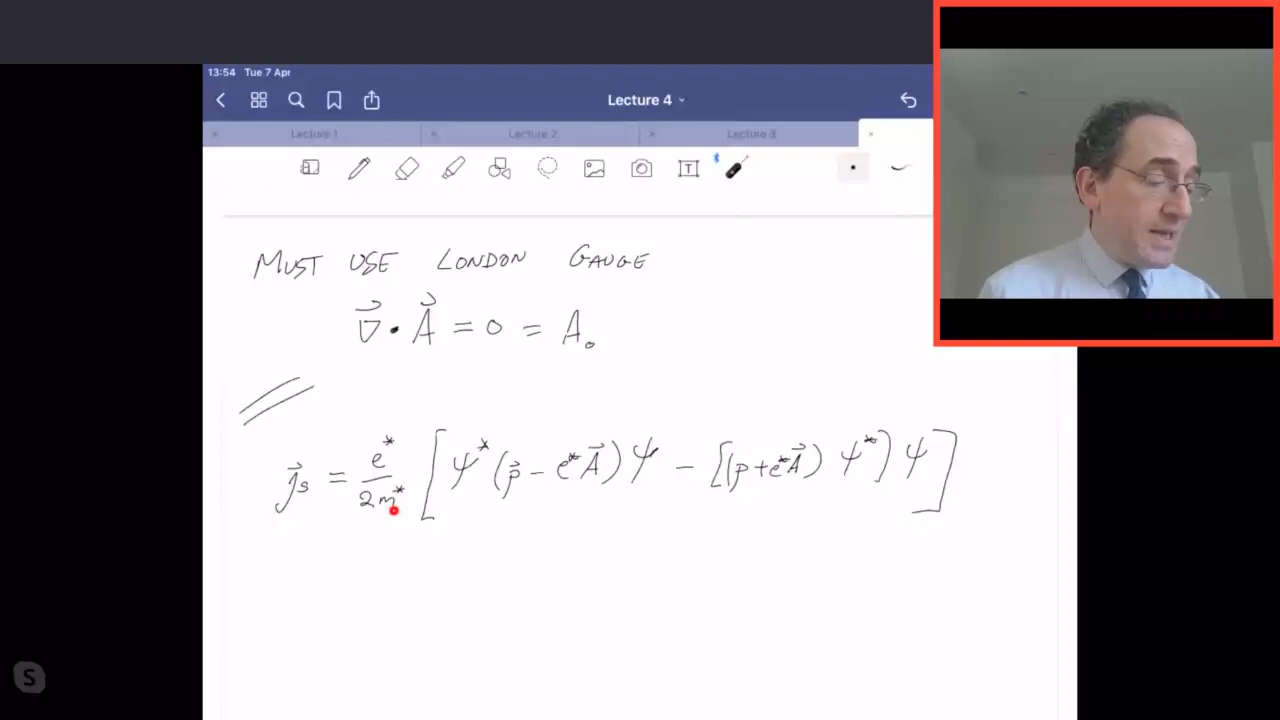 13:54 Tue 7 Apr
Lecture 4
Lecture 1
Lecture 2
Lecture 3
T
MUST USE LONDON GAUGE
∇⃗ · A⃗ = 0 = A₀
j⃗s = e*/2m* [ψ* (p⃗ − e*A⃗) ψ − [(p + e*A⃗) ψ*] ψ]
S